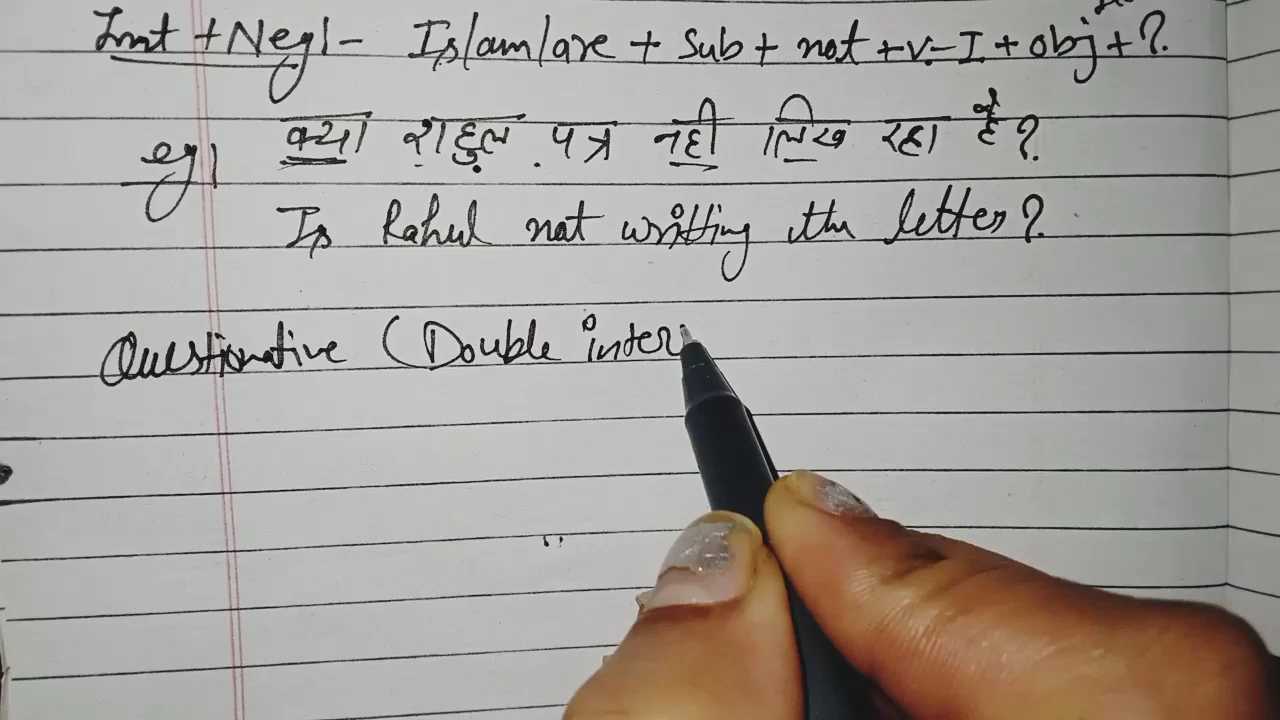 Int + Neg|- Is/am/are + Sub + not + v-I + obj + ?
eg| क्या राहुल पत्र नही लिख रहा है?
Is Rahul not writting the letter?
Questionative (Double inter